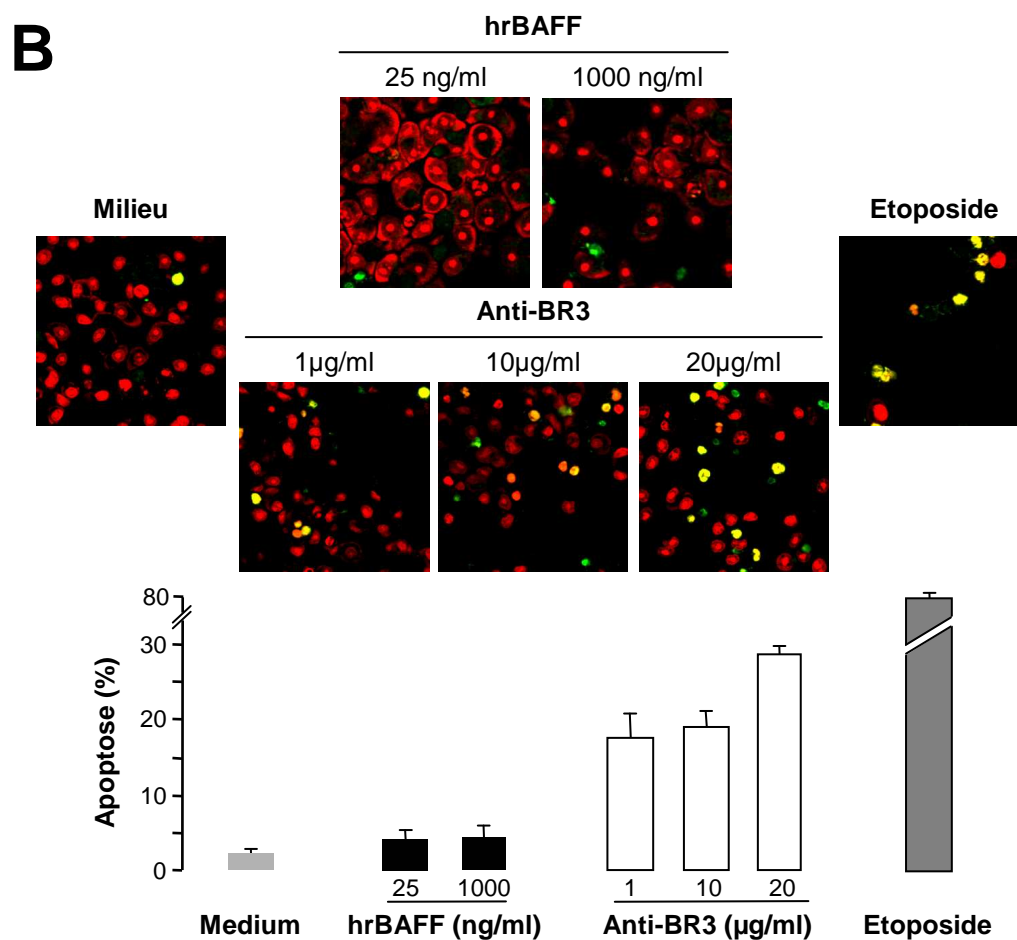 B
hrBAFF
25 ng/ml 1000 ng/ml
Milieu
Etoposide
Anti-BR3
1µg/ml 10µg/ml 20µg/ml
80
30
20
10
0
Apoptose (%)
25 1000 1 10 20
Medium hrBAFF (ng/ml) Anti-BR3 (µg/ml) Etoposide